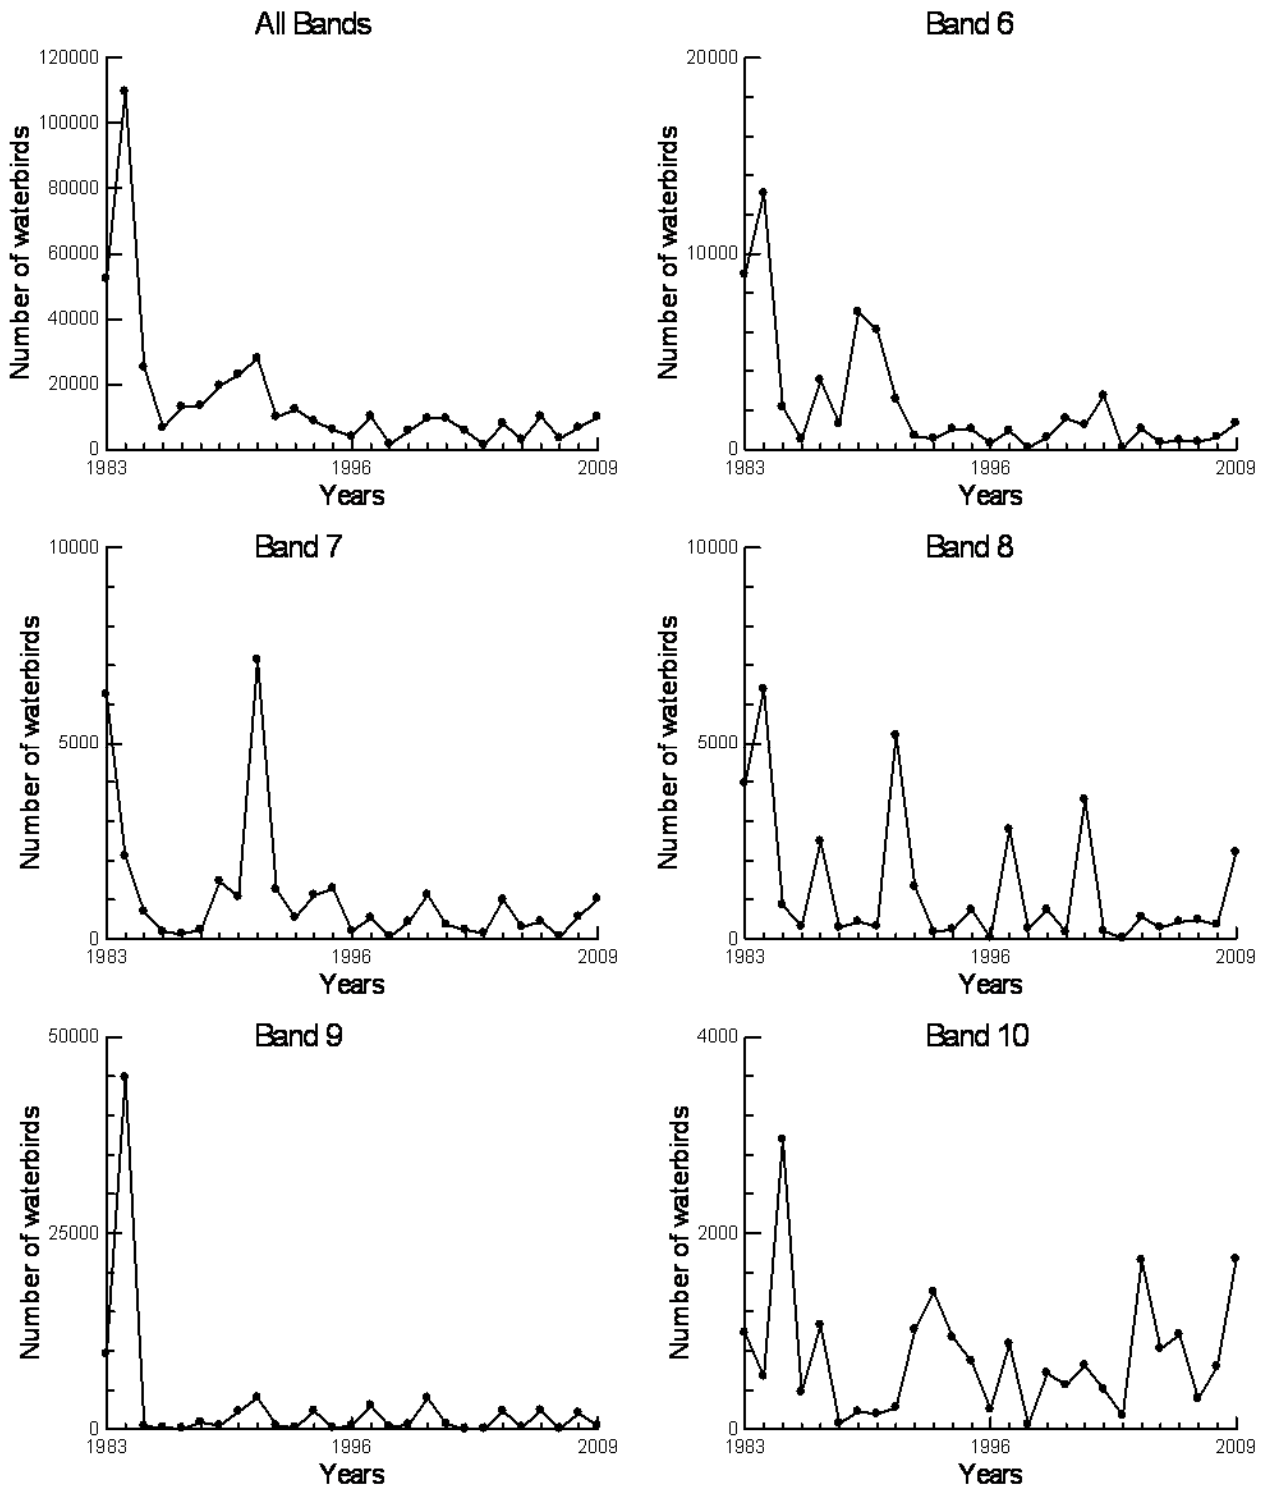 All Bands
120000
100000
80000
60000
40000
20000
0
Number of waterbirds
1983
1996
2009
Years
Band 6
20000
10000
0
Number of waterbirds
1983
1996
2009
Years
Band 7
10000
5000
0
Number of waterbirds
1983
1996
2009
Years
Band 8
10000
5000
0
Number of waterbirds
1983
1996
2009
Years
Band 9
50000
25000
0
Number of waterbirds
1983
1996
2009
Years
Band 10
4000
2000
0
Number of waterbirds
1983
1996
2009
Years